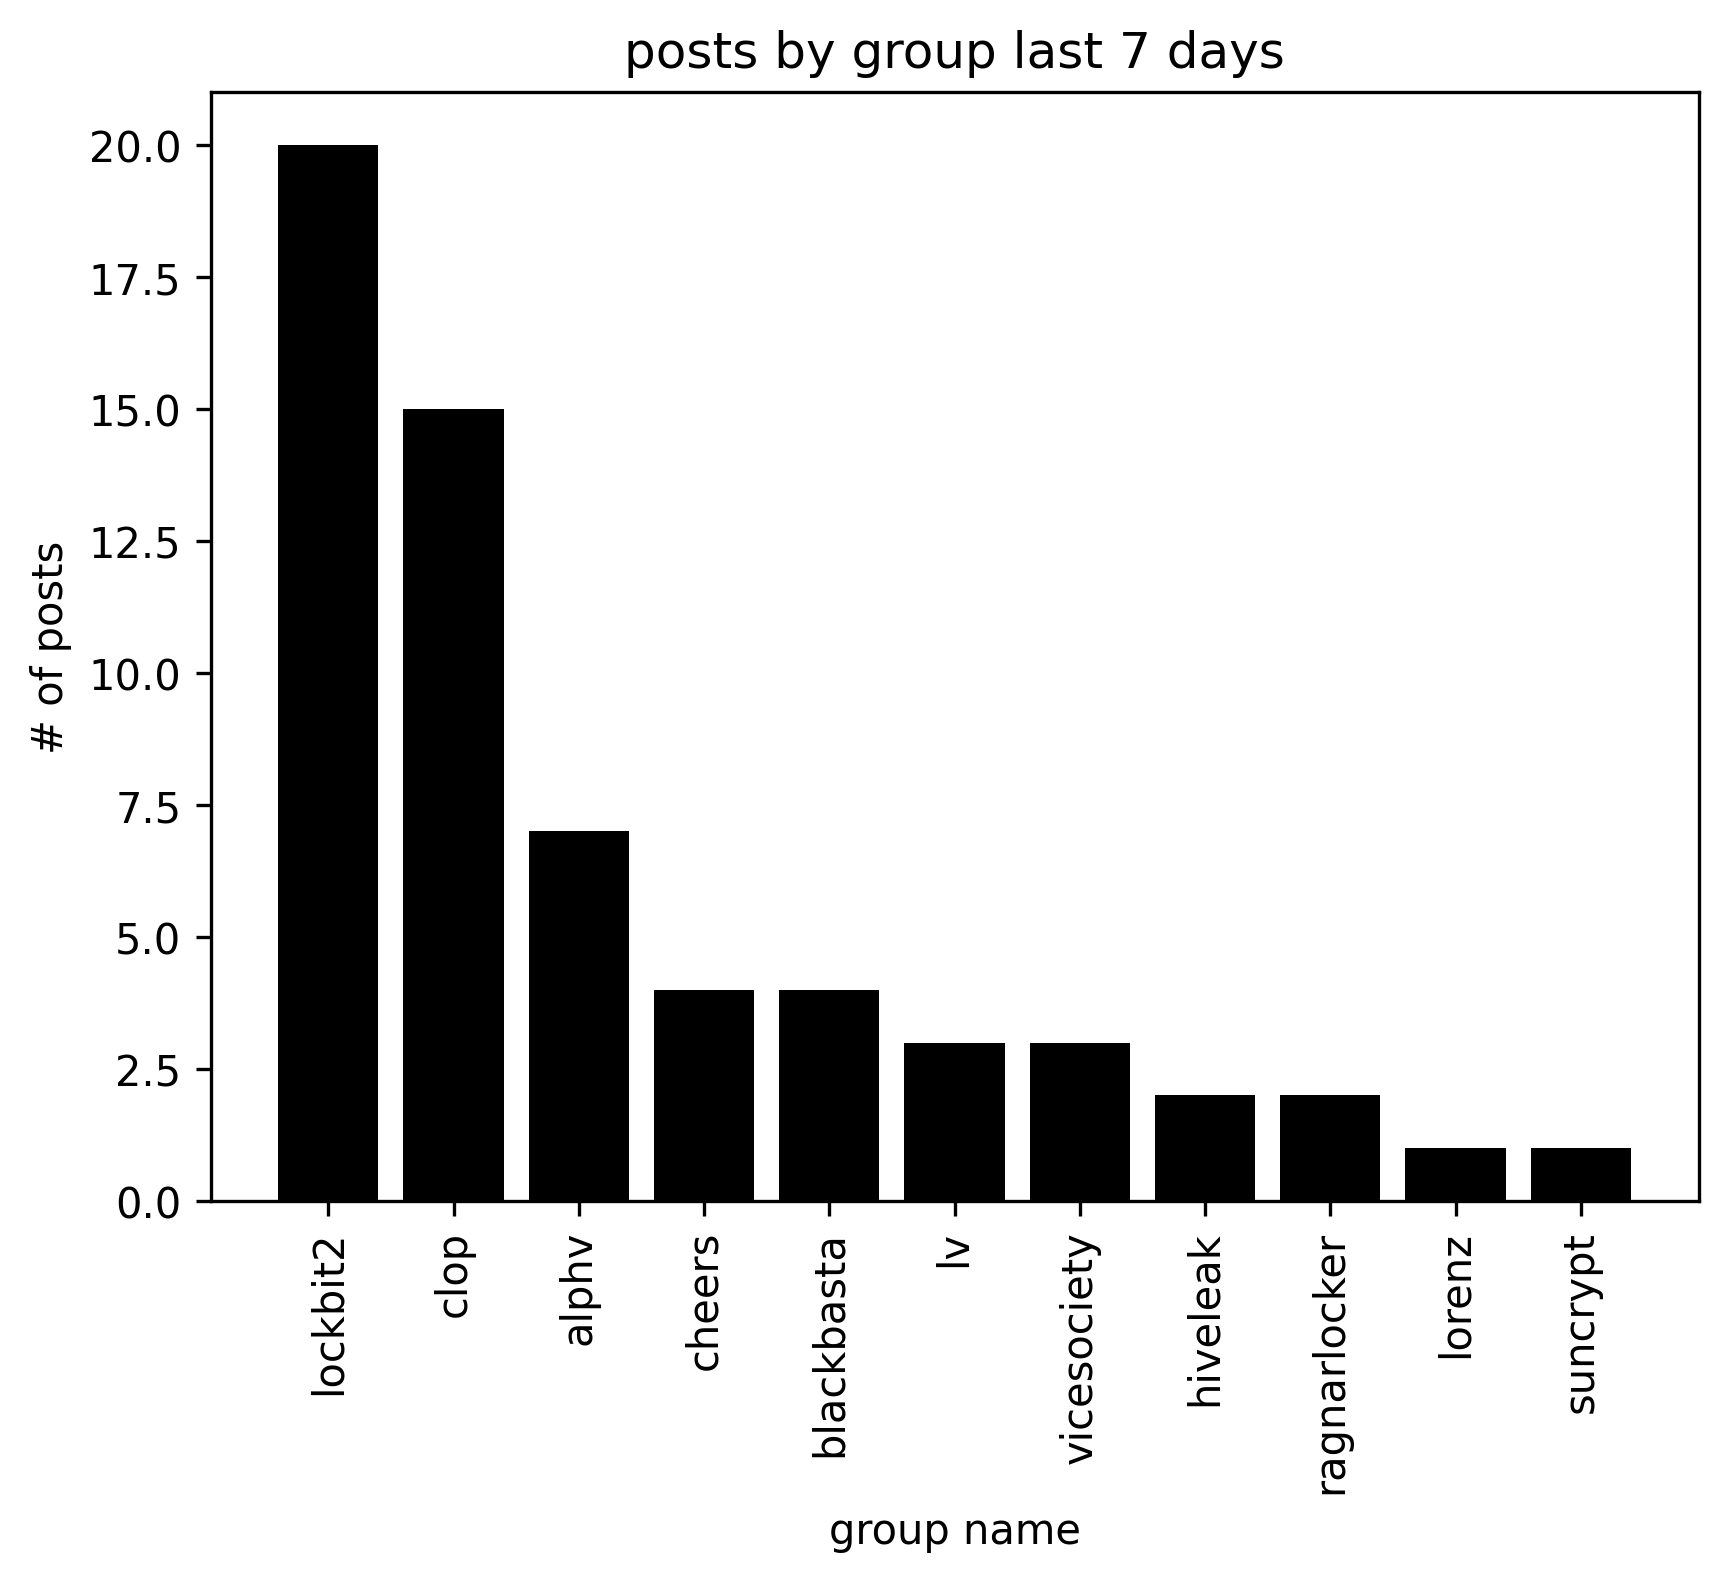 posts by group last 7 days
20.0
17.5
15.0
12.5
10.0
7.5
5.0
2.5
0.0
# of posts
lockbit2
clop
alphv
cheers
blackbasta
lv
vicesociety
hiveleak
ragnarlocker
lorenz
suncrypt
group name